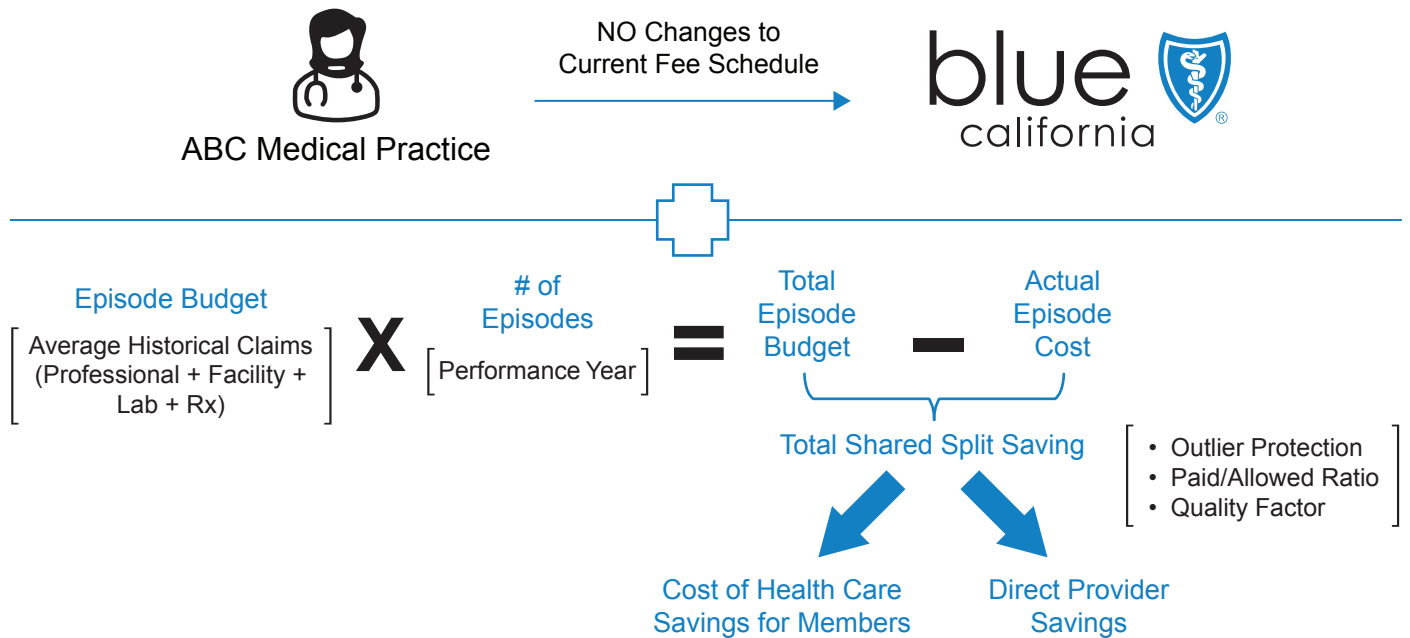 NO Changes to
Current Fee Schedule
ABC Medical Practice
blue
california
®
Episode Budget
Average Historical Claims
(Professional + Facility +
Lab + Rx)
X
# of
Episodes
Performance Year
=
Total
Episode
Budget
–
Actual
Episode
Cost
Total Shared Split Saving
• Outlier Protection
• Paid/Allowed Ratio
• Quality Factor
Cost of Health Care
Savings for Members
Direct Provider
Savings